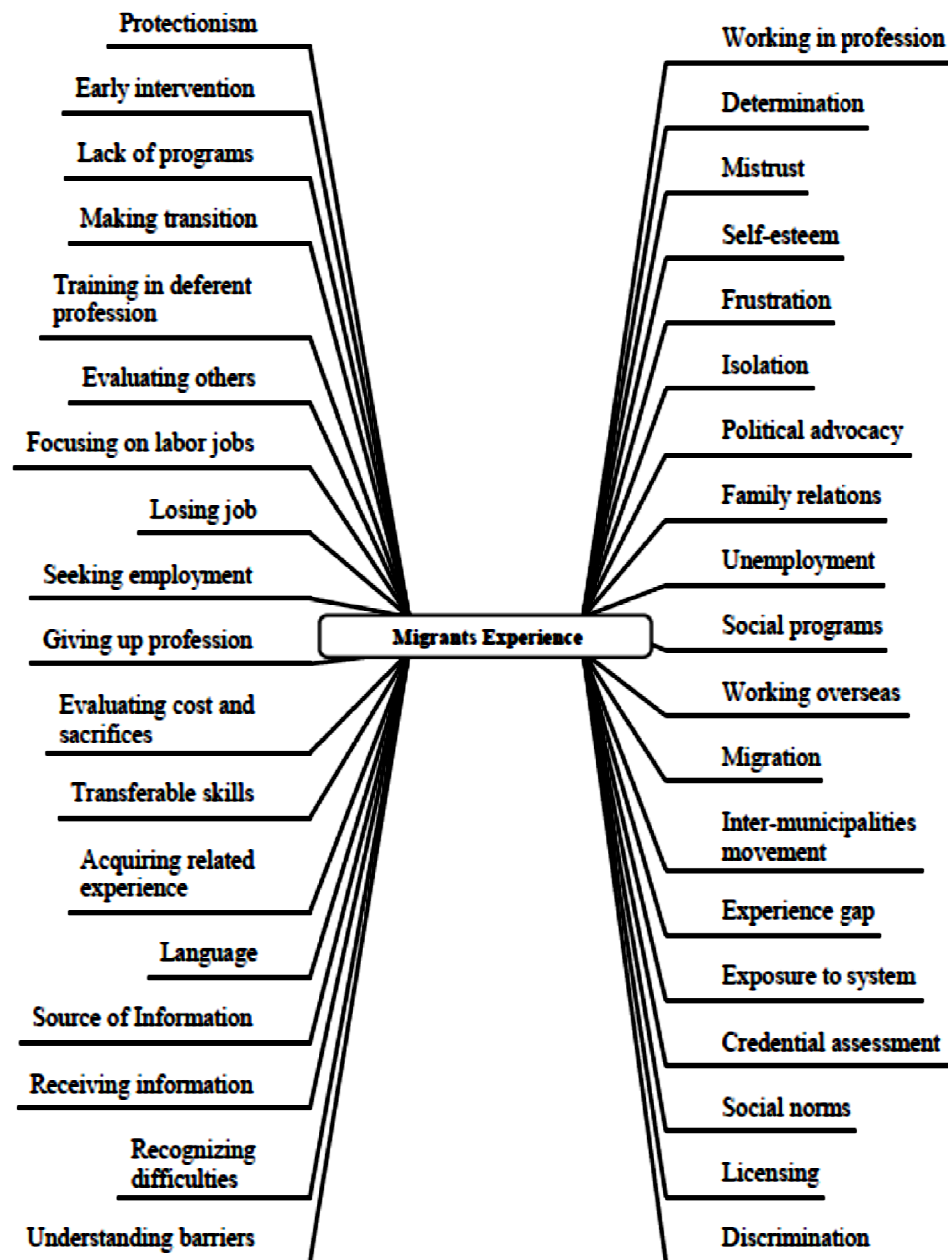 Protectionism
Early intervention
Lack of programs
Making transition
Training in deferent
profession
Evaluating others
Focusing on labor jobs
Losing job
Seeking employment
Giving up profession
Evaluating cost and
sacrifices
Transferable skills
Acquiring related
experience
Language
Source of Information
Receiving information
Recognizing
difficulties
Understanding barriers
Migrants Experience
Working in profession
Determination
Mistrust
Self-esteem
Frustration
Isolation
Political advocacy
Family relations
Unemployment
Social programs
Working overseas
Migration
Inter-municipalities
movement
Experience gap
Exposure to system
Credential assessment
Social norms
Licensing
Discrimination